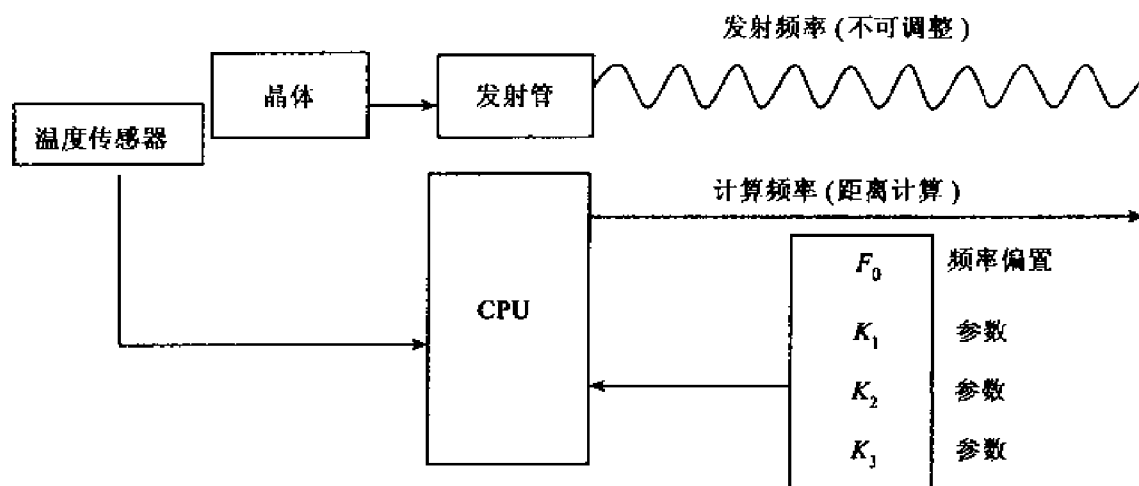 发射频率(不可调整)
晶体
发射管
温度传感器
计算频率(距离计算)
CPU
F₀ 频率偏置
K₁ 参数
K₂ 参数
K₃ 参数